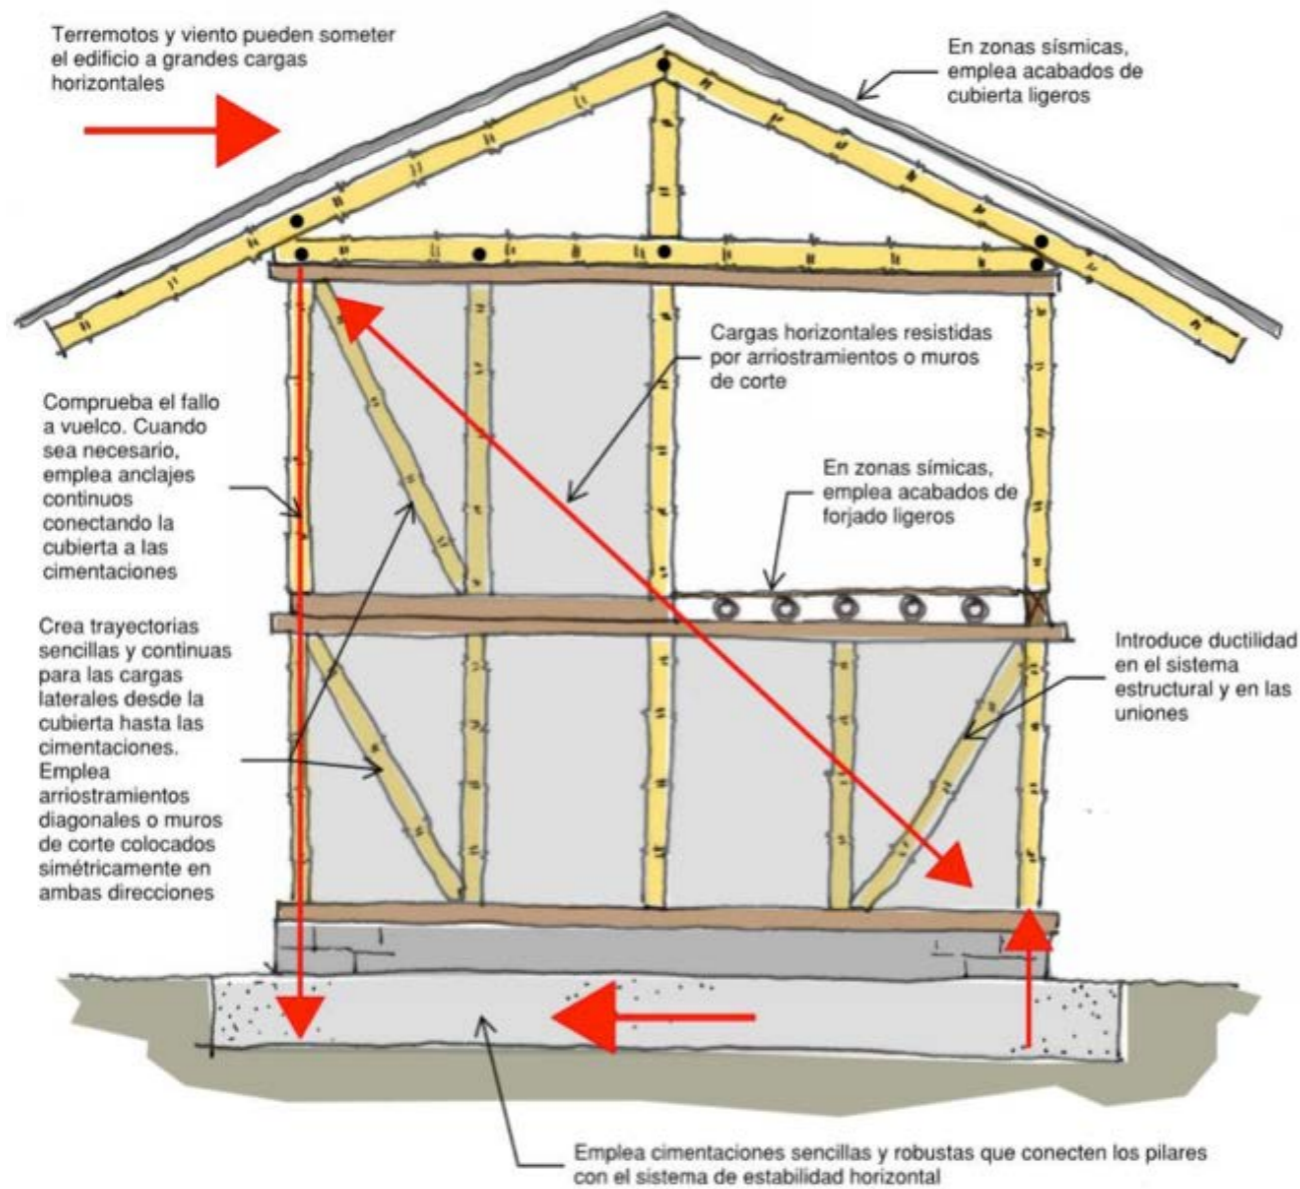 Terremotos y viento pueden someter
el edificio a grandes cargas
horizontales
En zonas sísmicas,
emplea acabados de
cubierta ligeros
Cargas horizontales resistidas
por arriostramientos o muros
de corte
Comprueba el fallo
a vuelco. Cuando
sea necesario,
emplea anclajes
continuos
conectando la
cubierta a las
cimentaciones
En zonas símicas,
emplea acabados de
forjado ligeros
Crea trayectorias
sencillas y continuas
para las cargas
laterales desde la
cubierta hasta las
cimentaciones.
Emplea
arriostramientos
diagonales o muros
de corte colocados
simétricamente en
ambas direcciones
Introduce ductilidad
en el sistema
estructural y en las
uniones
Emplea cimentaciones sencillas y robustas que conecten los pilares
con el sistema de estabilidad horizontal